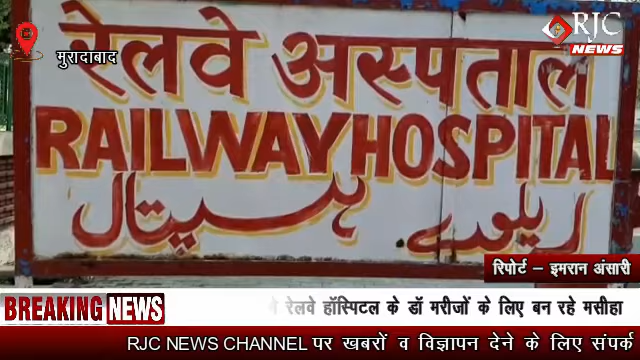 RJC
NEWS
मुरादाबाद
रेलवे अस्पताल
RAILWAY HOSPITAL
ریلوے ہسپتال
रिपोर्ट – इमरान अंसारी
BREAKING NEWS
रेलवे हॉस्पिटल के डॉ मरीजों के लिए बन रहे मसीहा
RJC NEWS CHANNEL पर खबरों व विज्ञापन देने के लिए संपर्क